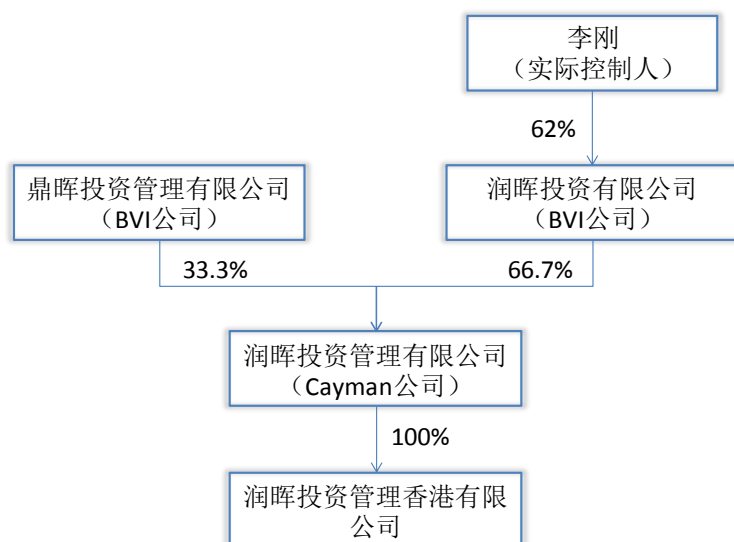 李刚
（实际控制人）
62%
鼎晖投资管理有限公司
（BVI公司）
润晖投资有限公司
（BVI公司）
33.3%
66.7%
润晖投资管理有限公司
（Cayman公司）
100%
润晖投资管理香港有限
公司